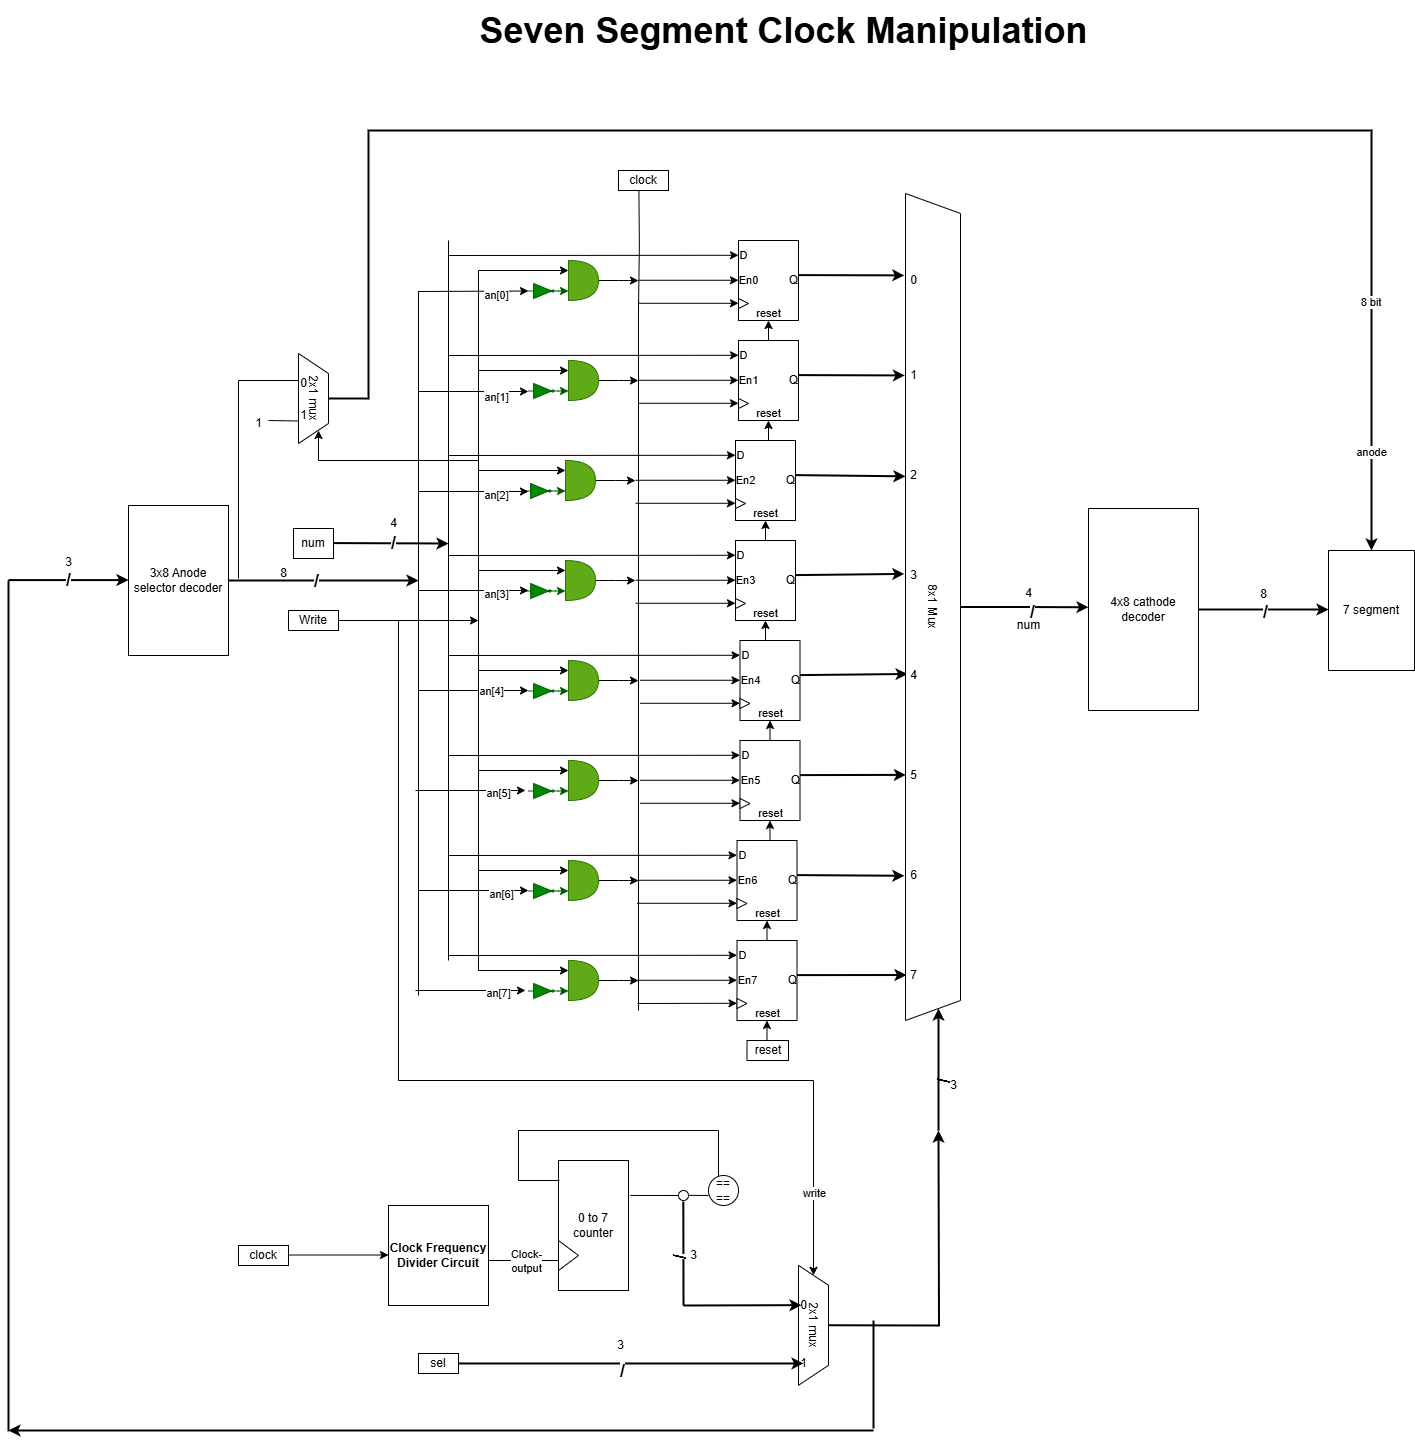 Seven Segment Clock Manipulation
clock
D
En0
Q
reset
an[0]
0
8 bit
D
En1
Q
reset
an[1]
1
0
1
2x1 mux
1
anode
D
En2
Q
reset
an[2]
2
num
4
3
3x8 Anode
selector decoder
8
D
En3
Q
reset
an[3]
3
8x1 Mux
4
num
4x8 cathode
decoder
8
7 segment
Write
D
En4
Q
reset
an[4]
4
D
En5
Q
reset
an[5]
5
D
En6
Q
reset
an[6]
6
D
En7
Q
reset
an[7]
7
reset
3
==
==
write
0 to 7
counter
clock
Clock Frequency
Divider Circuit
Clock-
output
3
0
1
2x1 mux
sel
3